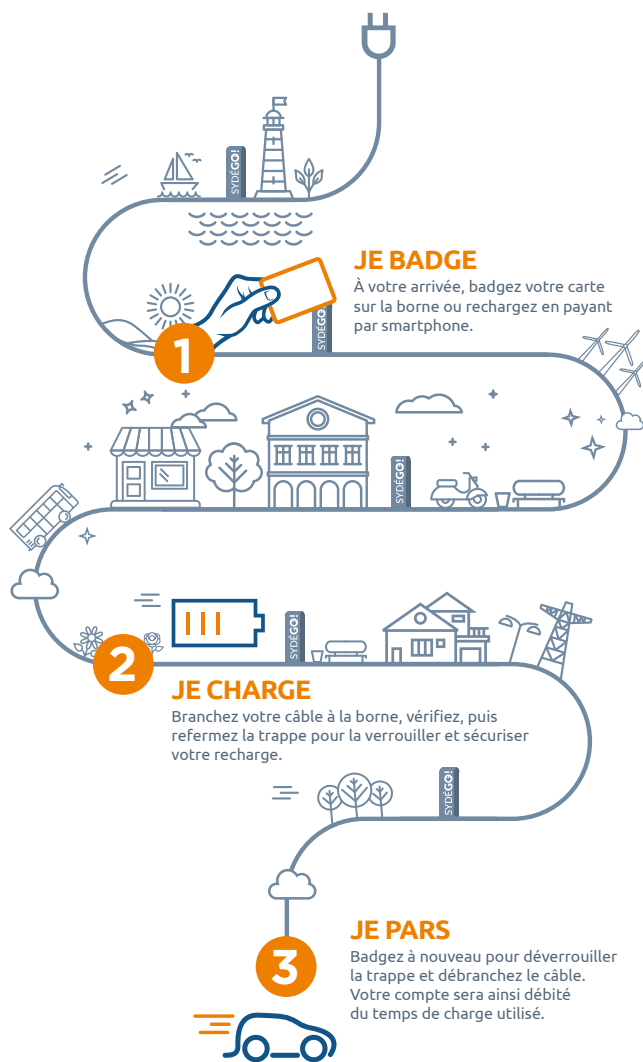 SYDÉGO!
JE BADGE
À votre arrivée, badgez votre carte
sur la borne ou rechargez en payant
par smartphone.
SYDÉGO!
1
SYDÉGO!
SYDÉGO!
2
JE CHARGE
Branchez votre câble à la borne, vérifiez, puis
refermez la trappe pour la verrouiller et sécuriser
votre recharge.
SYDÉGO!
3
JE PARS
Badgez à nouveau pour déverrouiller
la trappe et débranchez le câble.
Votre compte sera ainsi débité
du temps de charge utilisé.